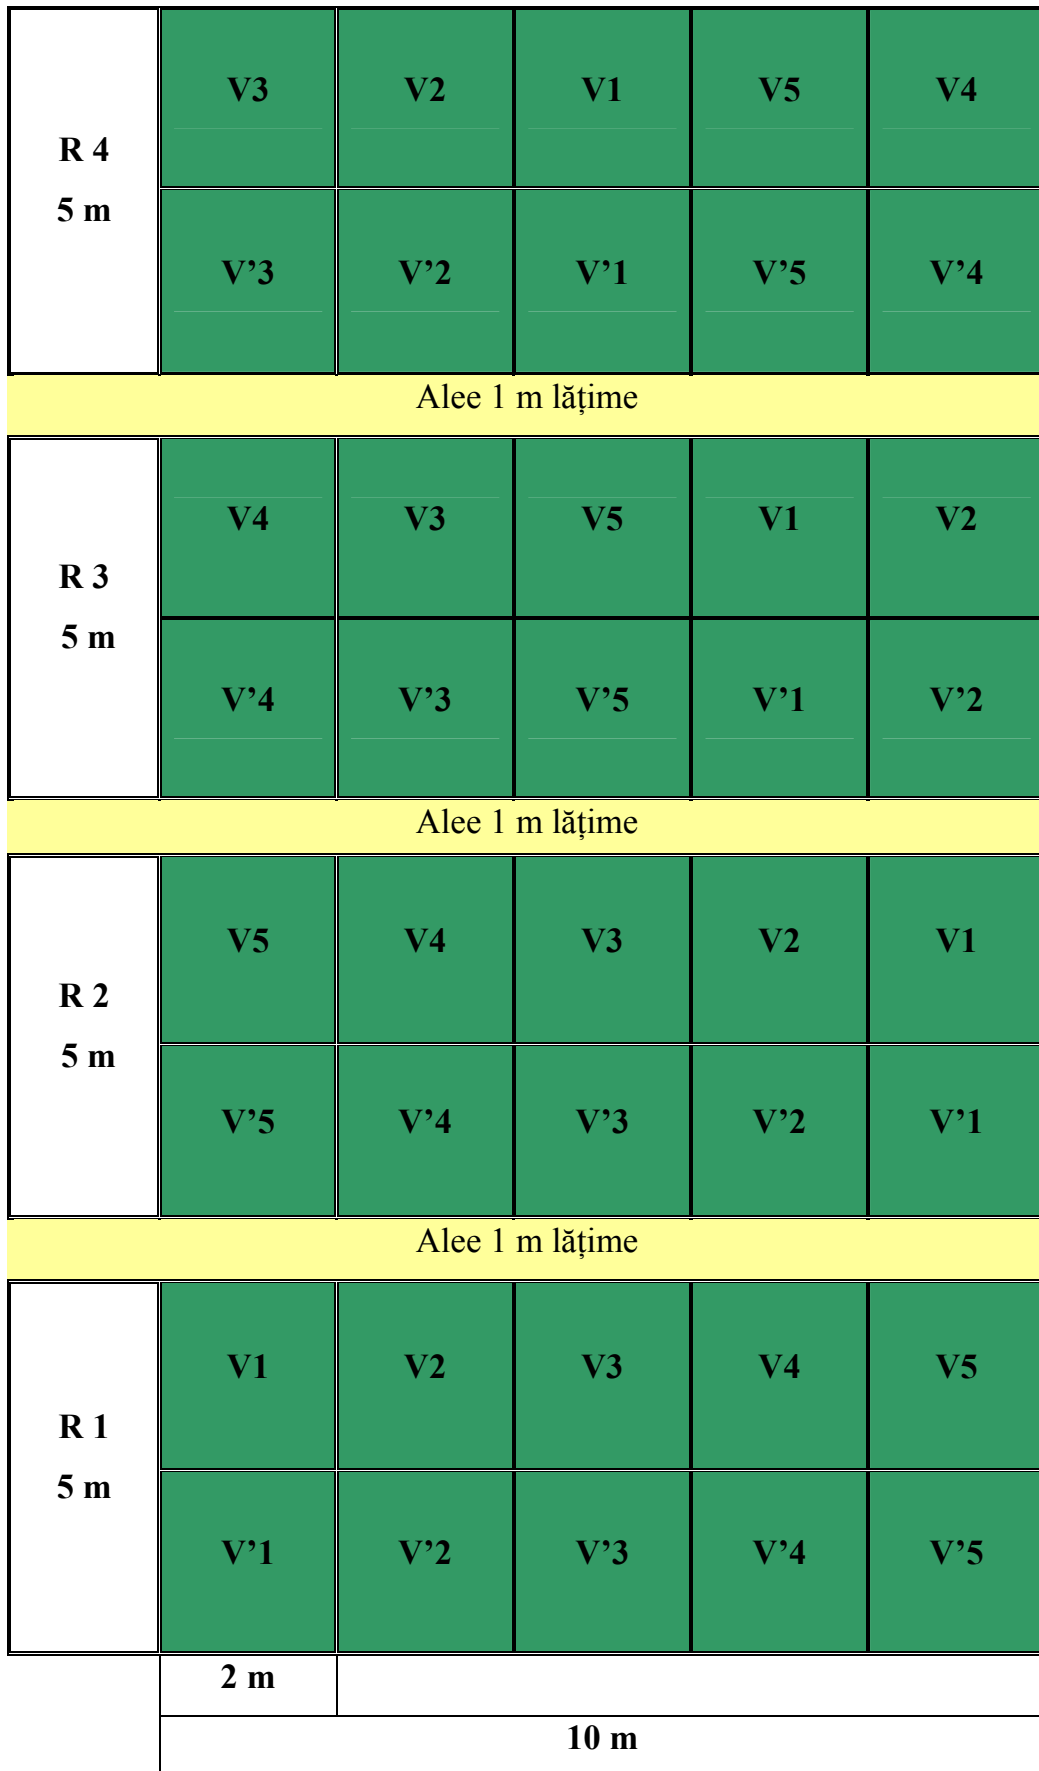 V3 V2 V1 V5 V4
R 4
5 m
V’3 V’2 V’1 V’5 V’4
Alee 1 m lățime
V4 V3 V5 V1 V2
R 3
5 m
V’4 V’3 V’5 V’1 V’2
Alee 1 m lățime
V5 V4 V3 V2 V1
R 2
5 m
V’5 V’4 V’3 V’2 V’1
Alee 1 m lățime
V1 V2 V3 V4 V5
R 1
5 m
V’1 V’2 V’3 V’4 V’5
2 m
10 m